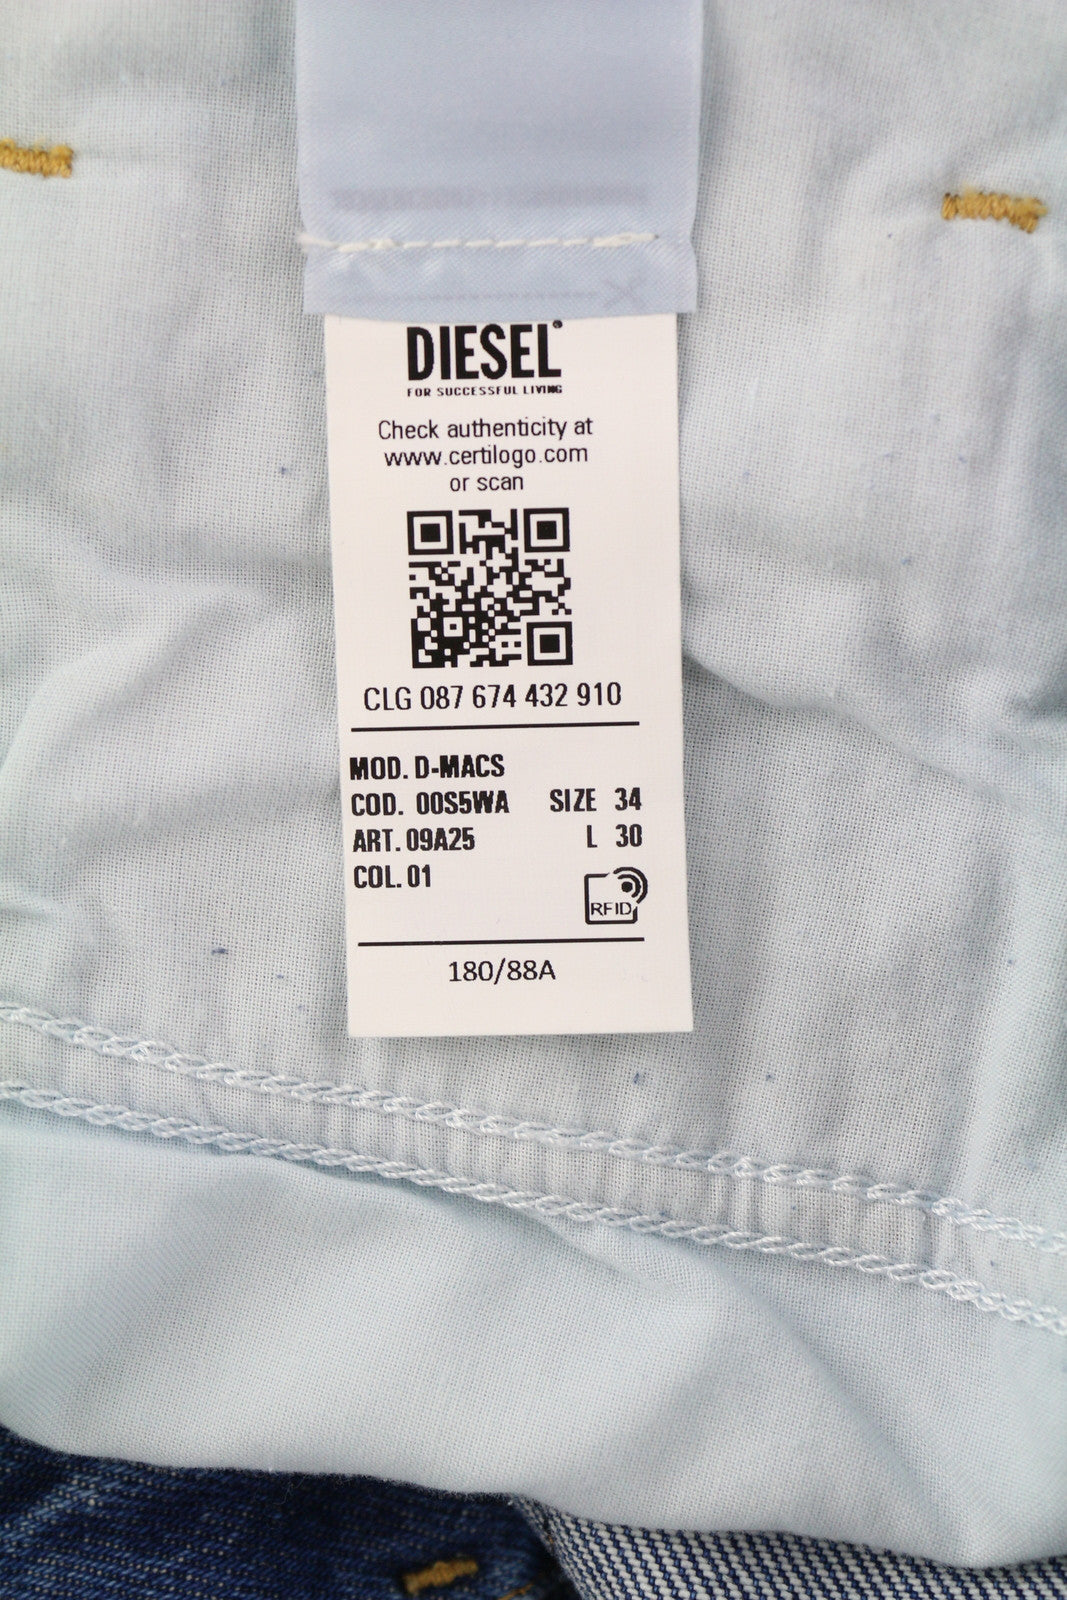 DIESEL®
FOR SUCCESSFUL LIVING
Check authenticity at
www.certilogo.com
or scan
CLG 087 674 432 910
MOD. D-MACS
COD. 00S5WA SIZE 34
ART. 09A25 L 30
COL. 01
RFID
180/88A